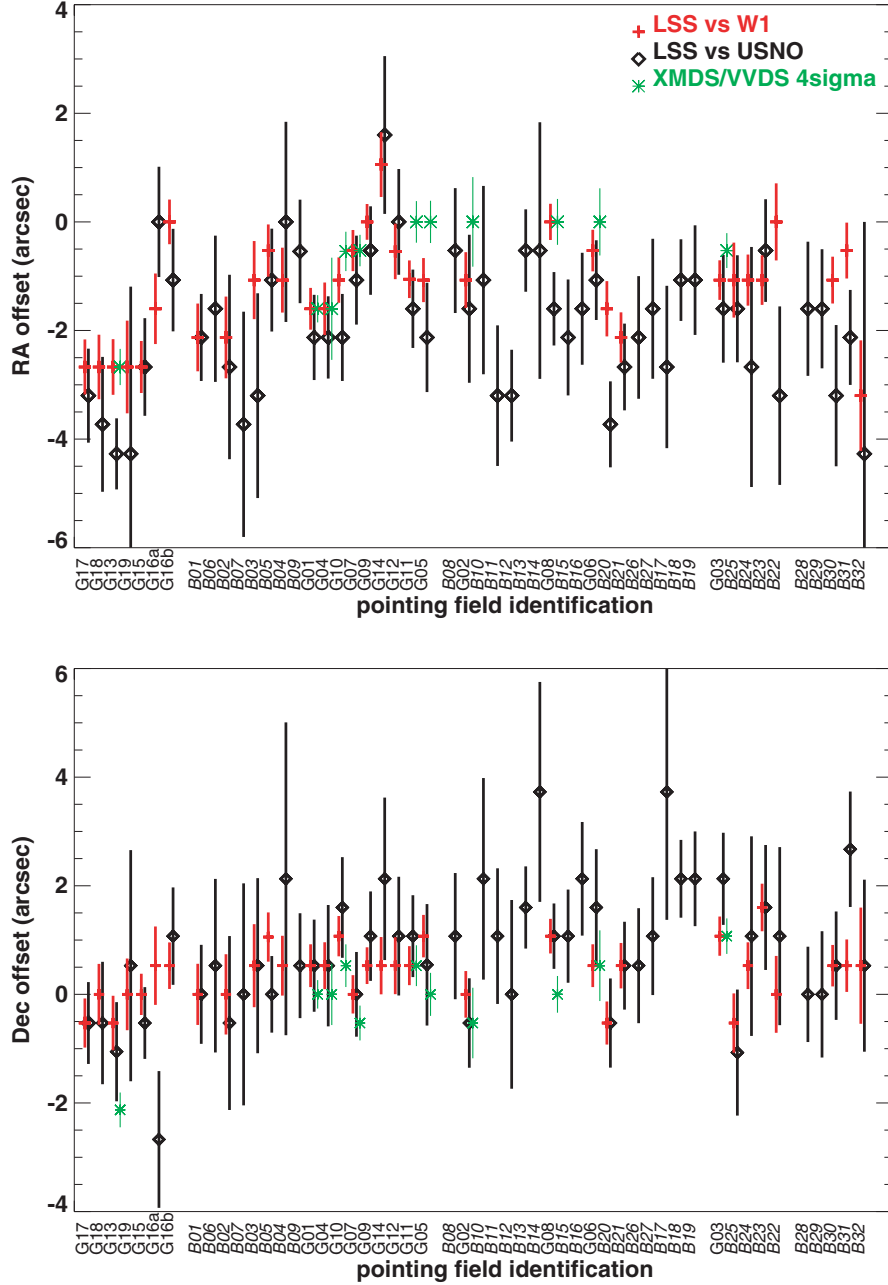 4
2
0
-2
-4
-6
RA offset (arcsec)
LSS vs W1
LSS vs USNO
XMDS/VVDS 4sigma
G17 G18 G13 G19 G15 G16a G16b B01 B06 B02 B07 B03 B05 B04 B09 G01 G04 G10 G07 G09 G14 G12 G11 G05 B08 G02 B10 B11 B12 B13 B14 G08 B15 B16 G06 B20 B21 B26 B27 B17 B18 B19 G03 B25 B24 B23 B22 B28 B29 B30 B31 B32
pointing field identification
6
4
2
0
-2
-4
Dec offset (arcsec)
G17 G18 G13 G19 G15 G16a G16b B01 B06 B02 B07 B03 B05 B04 B09 G01 G04 G10 G07 G09 G14 G12 G11 G05 B08 G02 B10 B11 B12 B13 B14 G08 B15 B16 G06 B20 B21 B26 B27 B17 B18 B19 G03 B25 B24 B23 B22 B28 B29 B30 B31 B32
pointing field identification